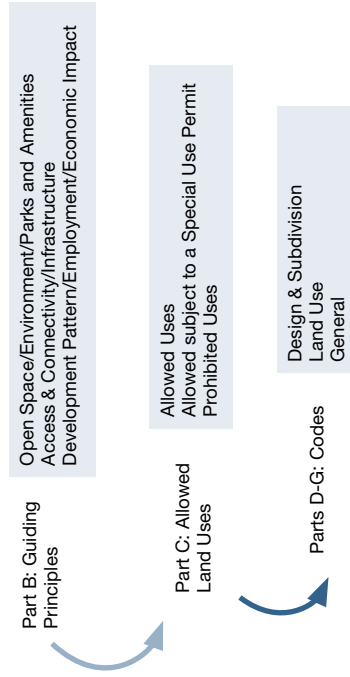 Part B: Guiding
Principles
Open Space/Environment/Parks and Amenities
Access & Connectivity/Infrastructure
Development Pattern/Employment/Economic Impact
Part C: Allowed
Land Uses
Allowed Uses
Allowed subject to a Special Use Permit
Prohibited Uses
Parts D-G: Codes
Design & Subdivision
Land Use
General